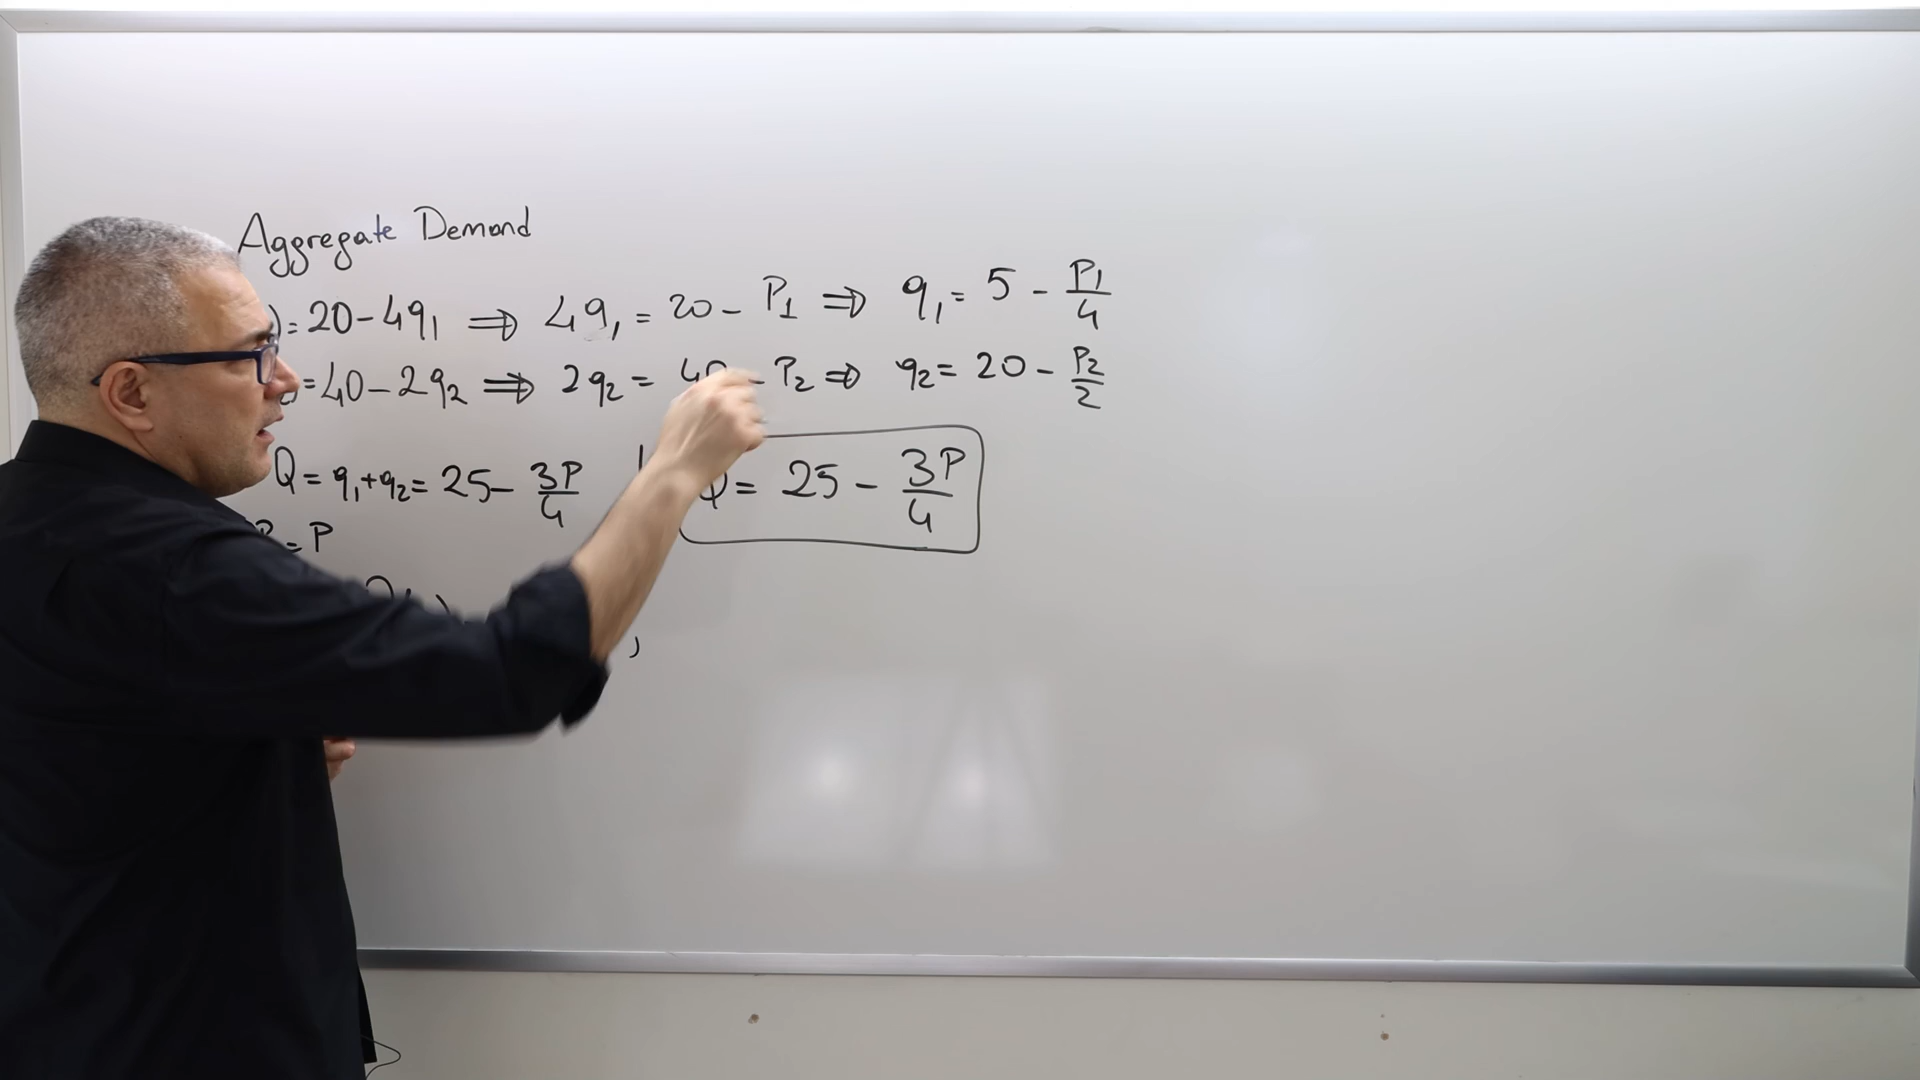 Aggregate Demand
)= 20-4q₁ ⇒ 4q₁ = 20 - P₁ ⇒ q₁ = 5 - P₁/4
)=40-2q₂ ⇒ 2q₂ = 40 - P₂ ⇒ q₂ = 20 - P₂/2
Q = q₁+q₂ = 25 - 3P/4 Q = 25 - 3P/4
= P